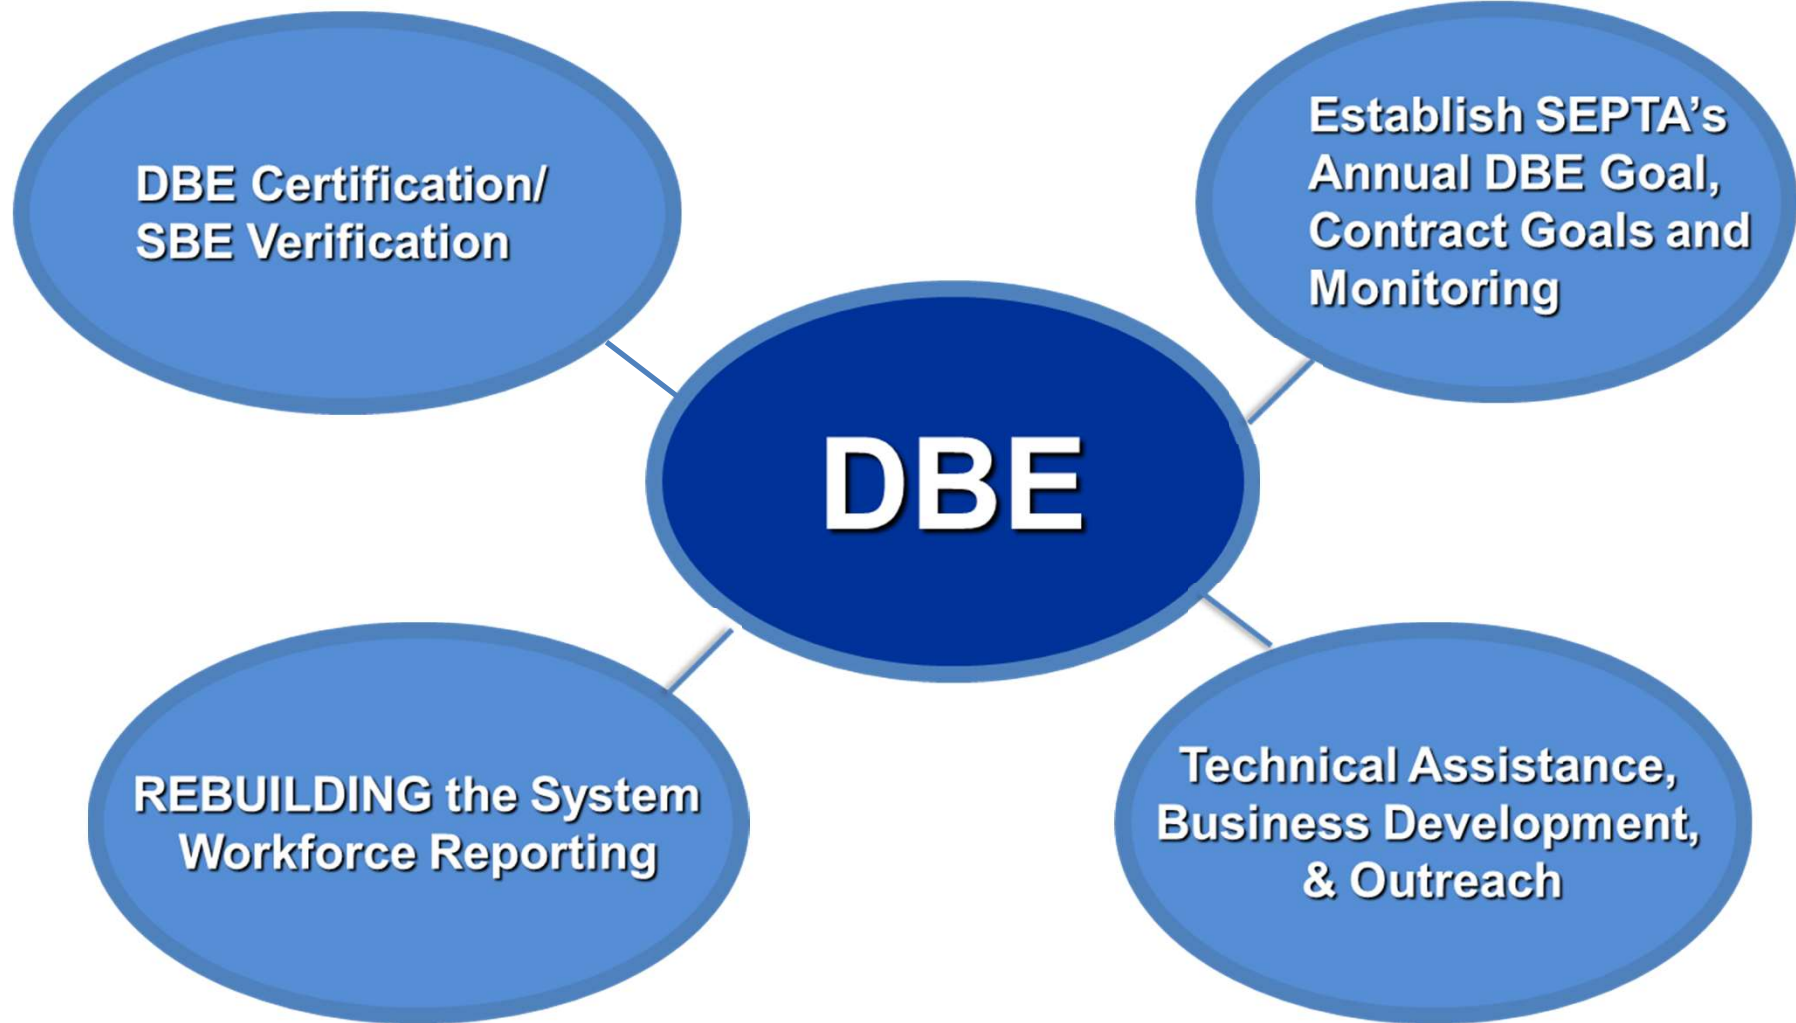 DBE Certification/
SBE Verification
Establish SEPTA’s
Annual DBE Goal,
Contract Goals and
Monitoring
DBE
REBUILDING the System
Workforce Reporting
Technical Assistance,
Business Development,
& Outreach